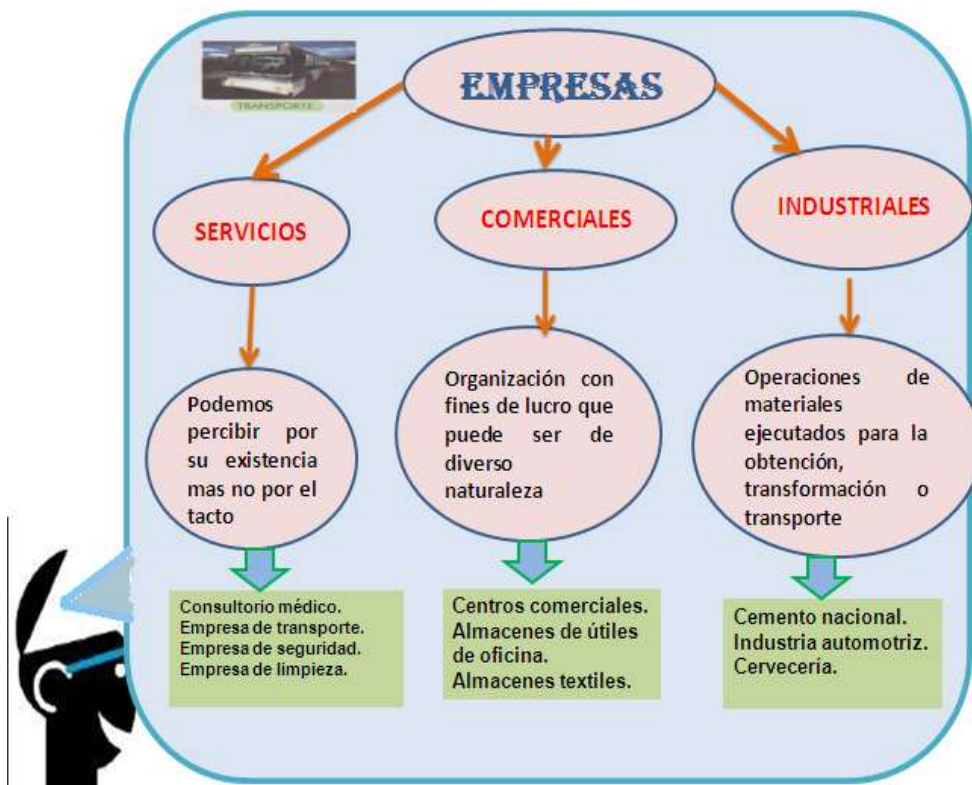 TRANSPORTE
EMPRESAS
SERVICIOS
COMERCIALES
INDUSTRIALES
Podemos
percibir por
su existencia
mas no por el
tacto
Organización con
fines de lucro que
puede ser de
diverso
naturaleza
Operaciones de
materiales
ejecutados para la
obtención,
transformación o
transporte
Consultorio médico.
Empresa de transporte.
Empresa de seguridad.
Empresa de limpieza.
Centros comerciales.
Almacenes de útiles
de oficina.
Almacenes textiles.
Cemento nacional.
Industria automotriz.
Cervecería.